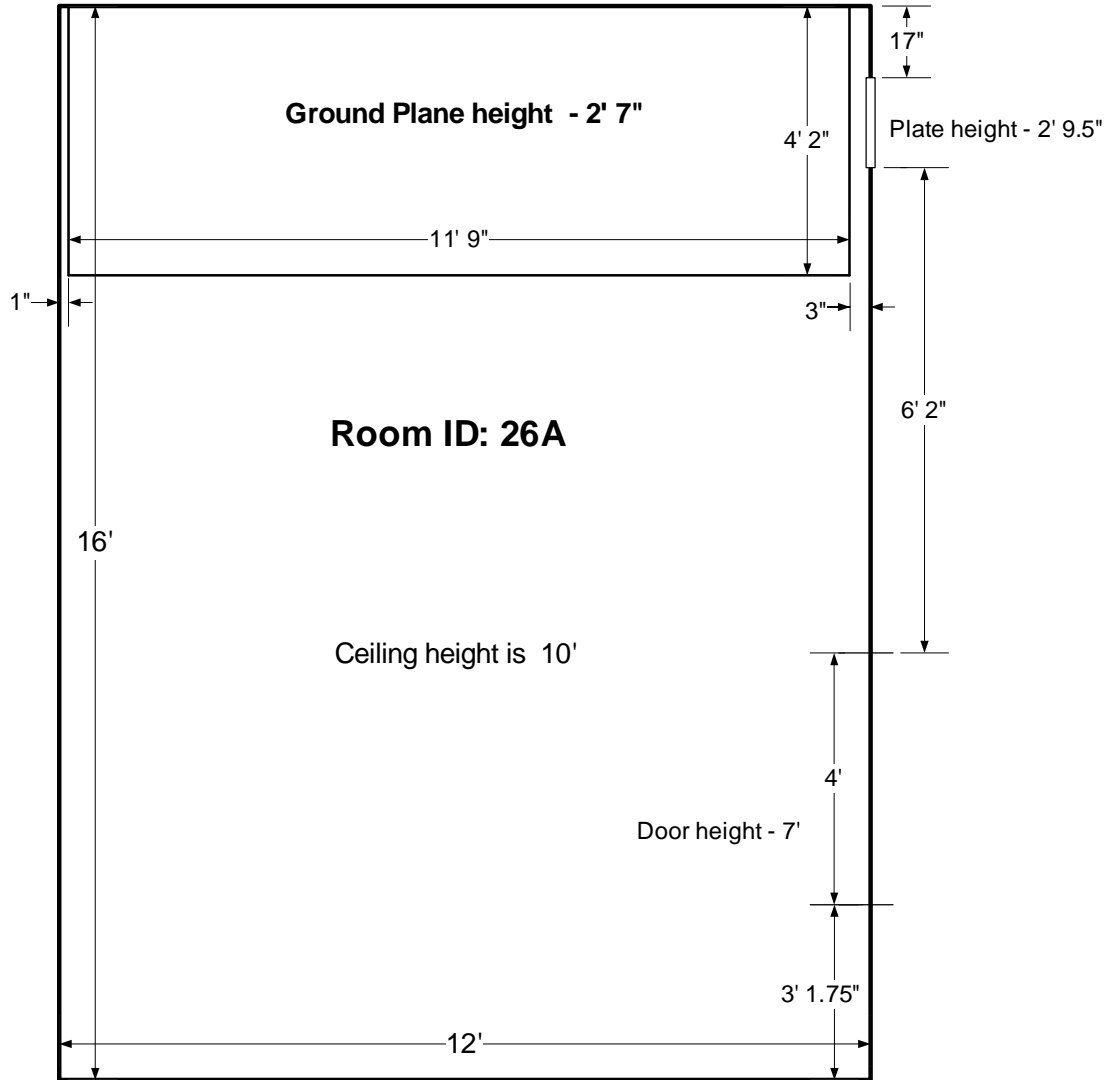 17"
Ground Plane height - 2' 7"
Plate height - 2' 9.5"
4' 2"
11' 9"
1"
3"
6' 2"
Room ID: 26A
16'
Ceiling height is 10'
4'
Door height - 7'
3' 1.75"
12'